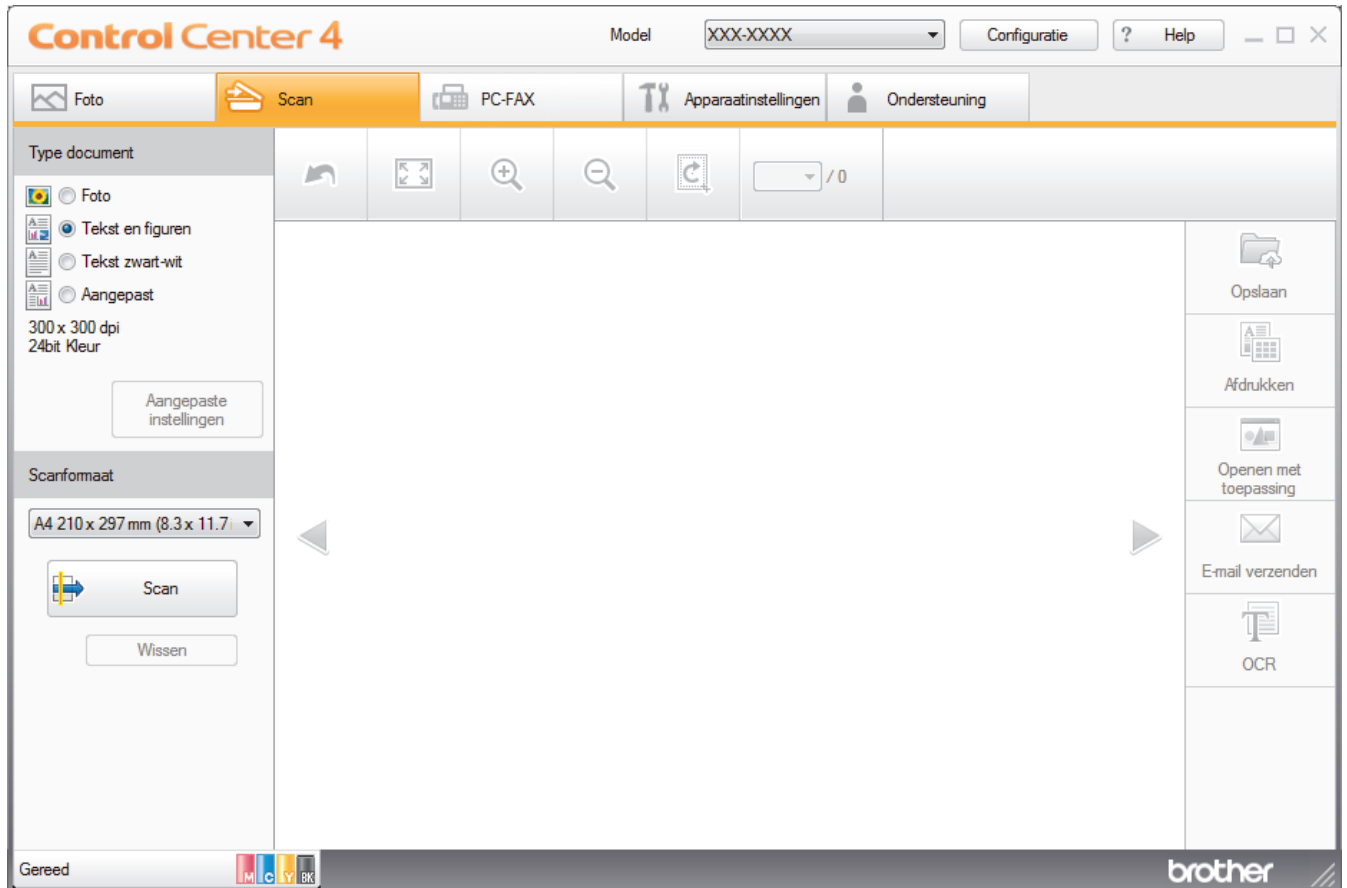 Control Center 4
Model
XXX-XXXX
Configuratie
? Help
Foto
Scan
PC-FAX
Apparaatinstellingen
Ondersteuning
Type document
/ 0
Foto
Tekst en figuren
Tekst zwart-wit
Aangepast
300 x 300 dpi
24bit Kleur
Aangepaste
instellingen
Scanformaat
A4 210 x 297 mm (8.3 x 11.7
Scan
Wissen
Opslaan
Afdrukken
Openen met
toepassing
E-mail verzenden
OCR
Gereed
M C Y BK
brother